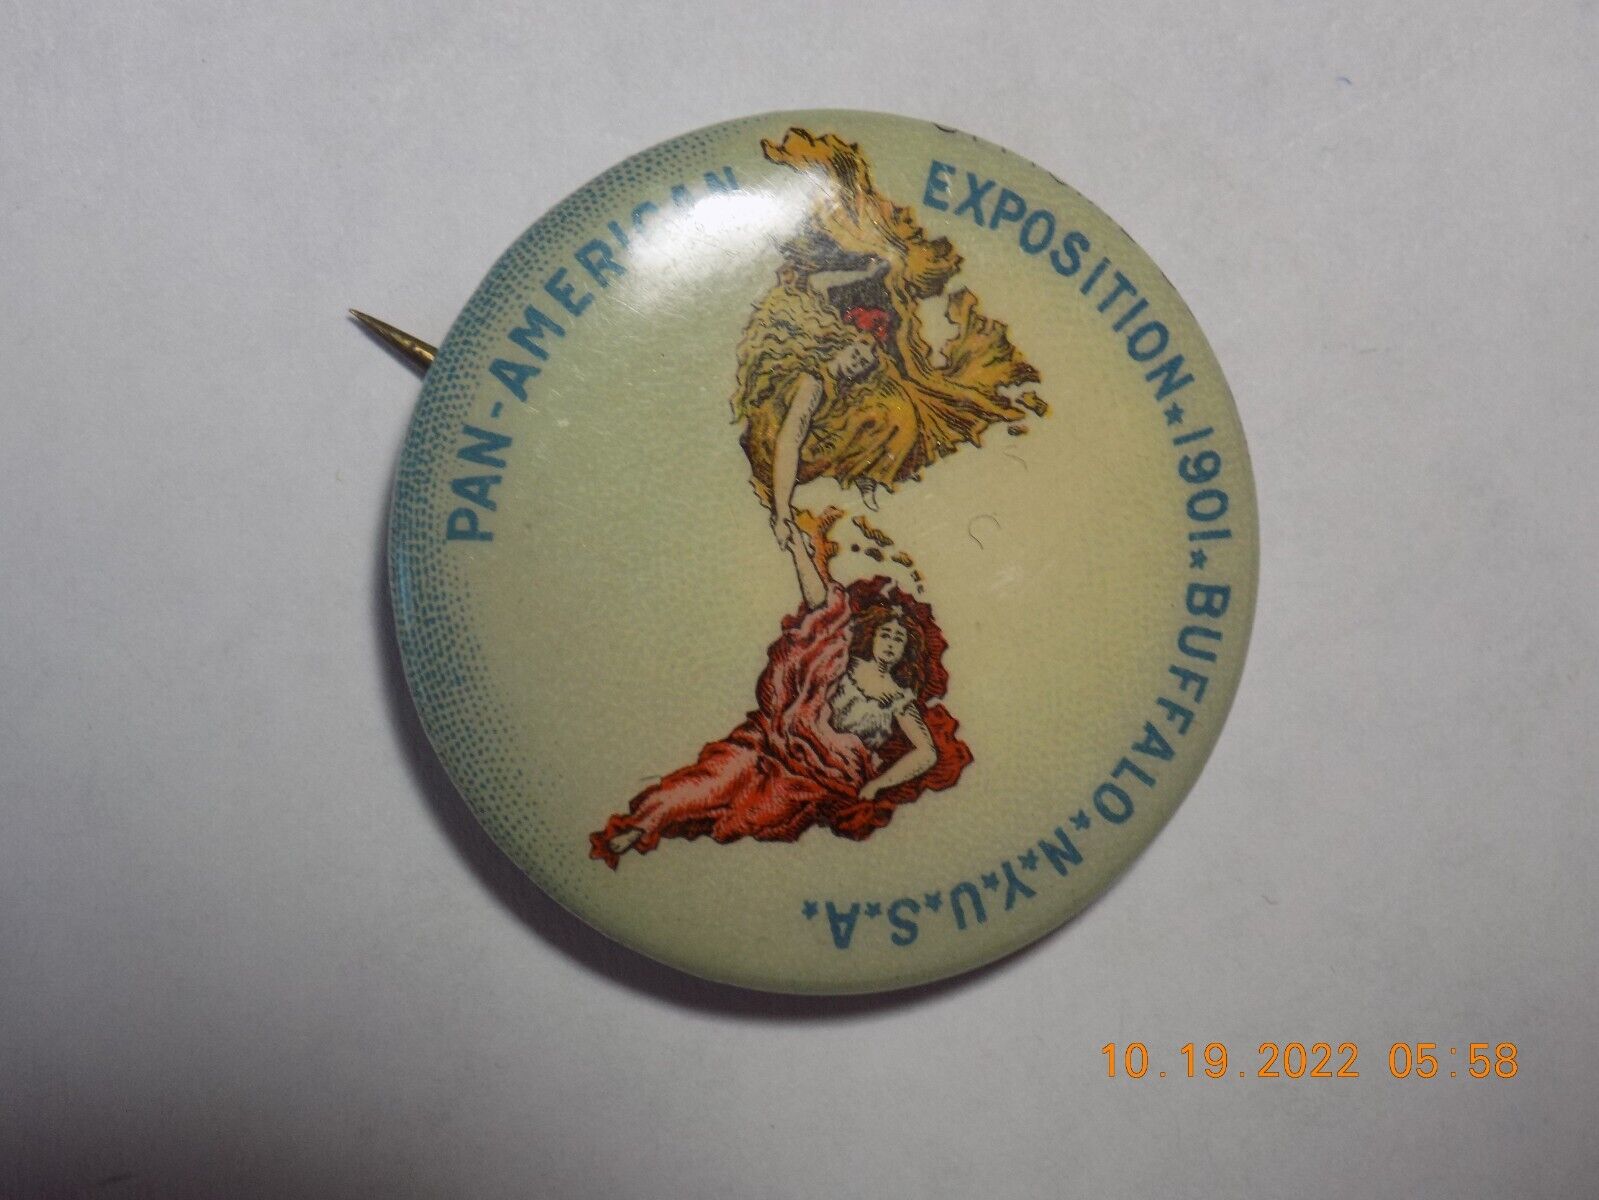 PAN-AMERICAN EXPOSITION ★ 1901 ★ BUFFALO ★ N ★ Y ★ U ★ S ★ A ★
10.19.2022 05:58